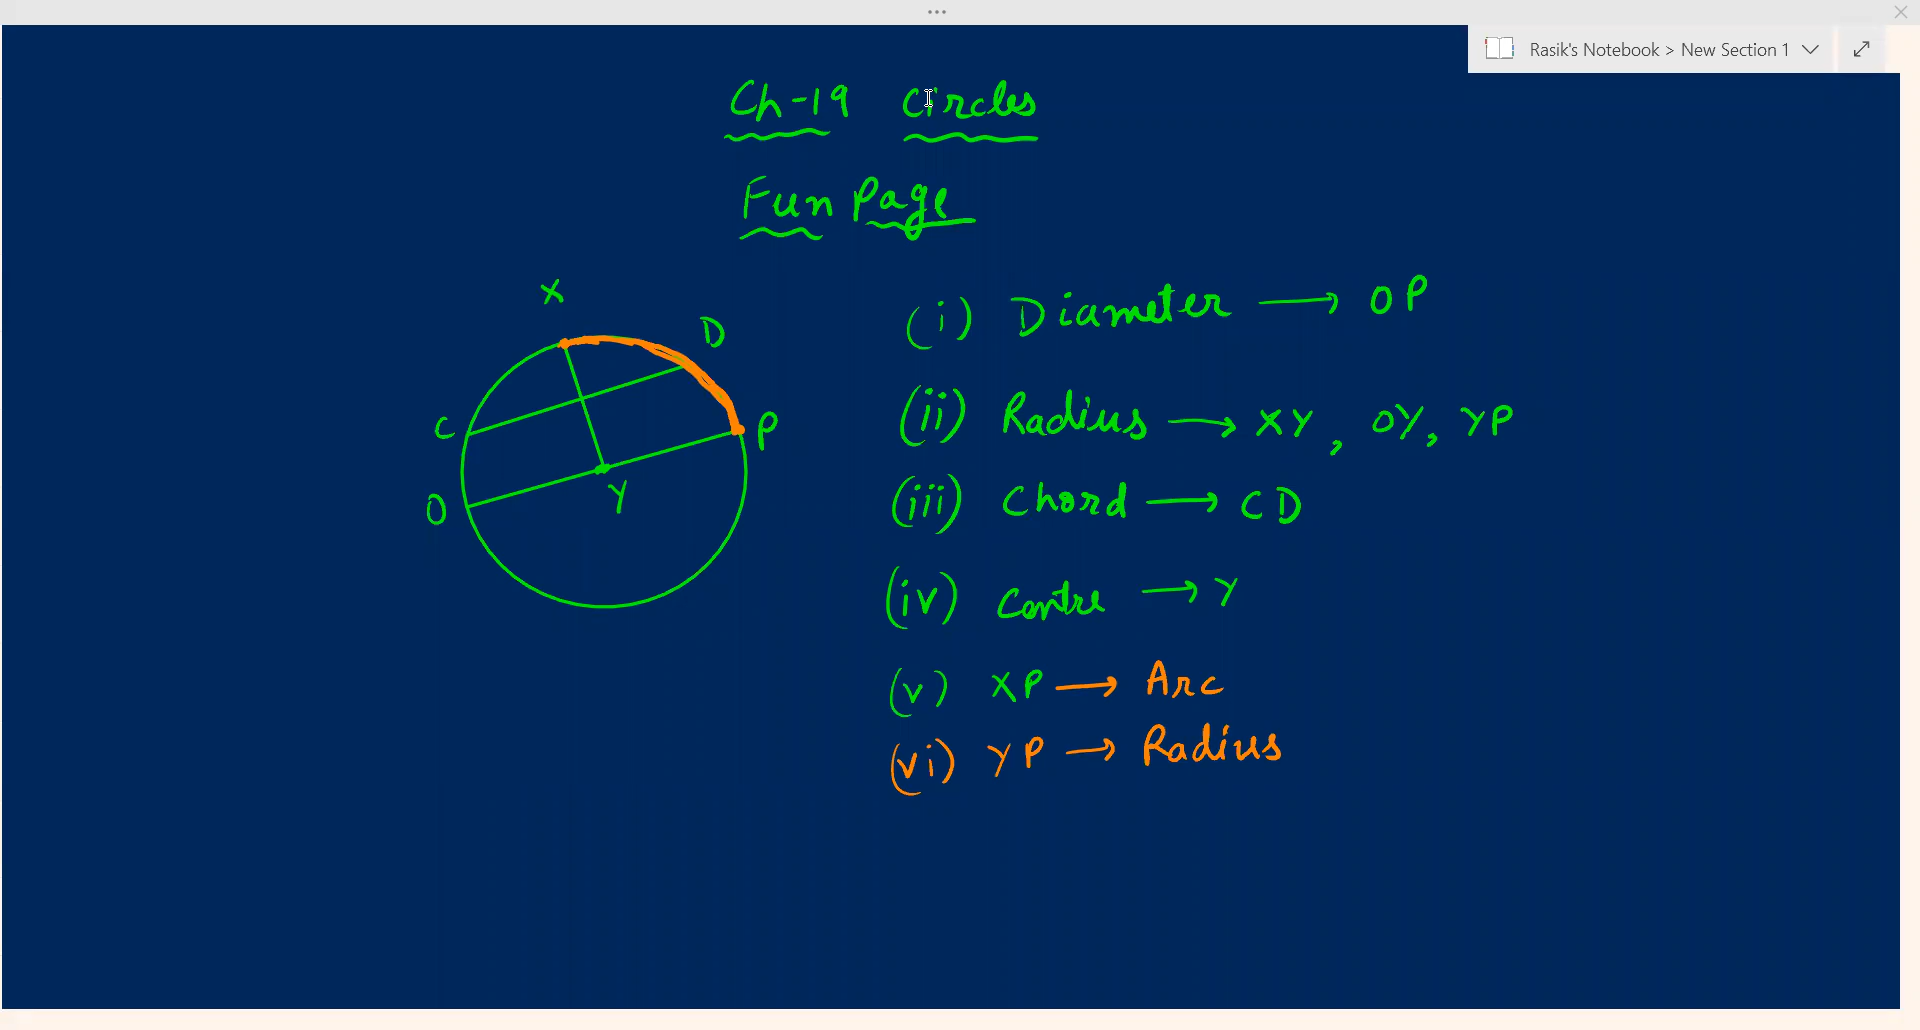 Rasik's Notebook > New Section 1
Ch-19 Circles
Fun Page
X
D
C
P
O
Y
(i) Diameter → OP
(ii) Radius → XY, OY, YP
(iii) Chord → CD
(iv) Centre → Y
(v) XP → Arc
(vi) YP → Radius